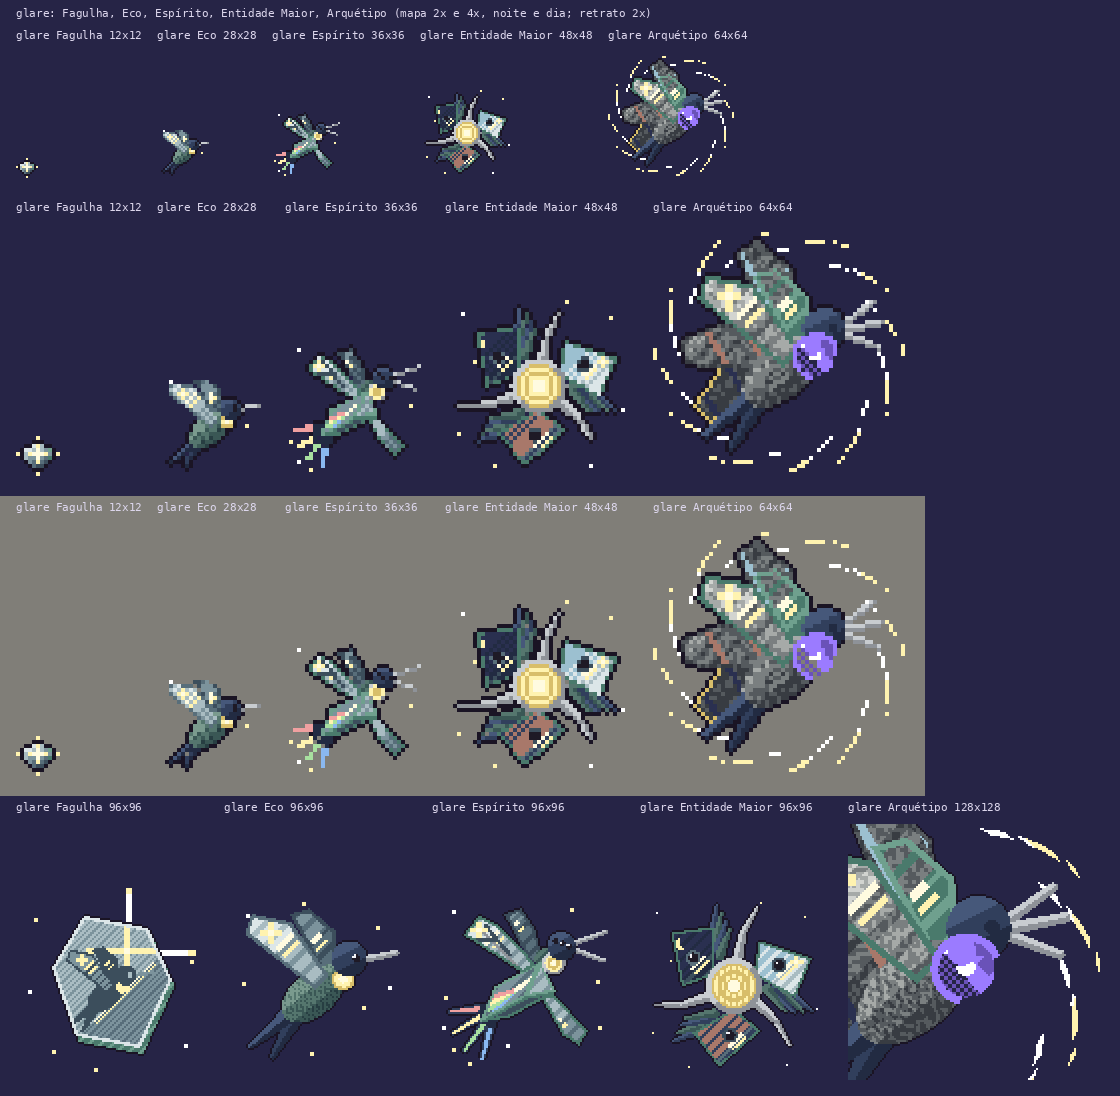 glare: Fagulha, Eco, Espírito, Entidade Maior, Arquétipo (mapa 2x e 4x, noite e dia; retrato 2x)
glare Fagulha 12x12 glare Eco 28x28 glare Espírito 36x36 glare Entidade Maior 48x48 glare Arquétipo 64x64
glare Fagulha 12x12 glare Eco 28x28 glare Espírito 36x36 glare Entidade Maior 48x48 glare Arquétipo 64x64
glare Fagulha 12x12 glare Eco 28x28 glare Espírito 36x36 glare Entidade Maior 48x48 glare Arquétipo 64x64
glare Fagulha 96x96 glare Eco 96x96 glare Espírito 96x96 glare Entidade Maior 96x96 glare Arquétipo 128x128